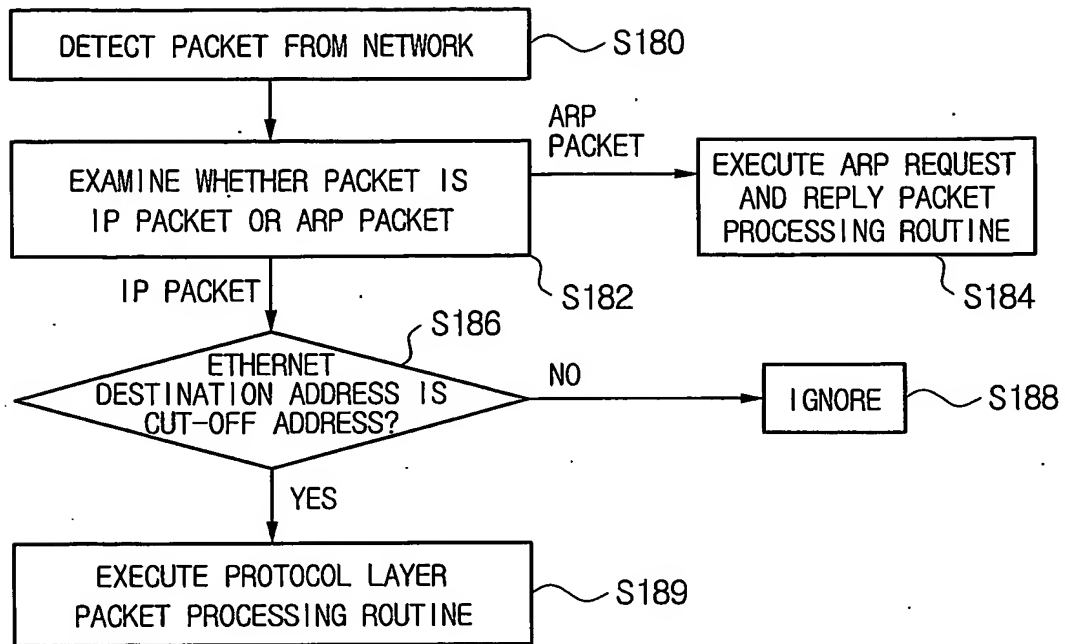 DETECT PACKET FROM NETWORK
S180
EXAMINE WHETHER PACKET IS
IP PACKET OR ARP PACKET
S182
ARP
PACKET
EXECUTE ARP REQUEST
AND REPLY PACKET
PROCESSING ROUTINE
S184
IP PACKET
S186
ETHERNET
DESTINATION ADDRESS IS
CUT-OFF ADDRESS?
NO
IGNORE
S188
YES
EXECUTE PROTOCOL LAYER
PACKET PROCESSING ROUTINE
S189